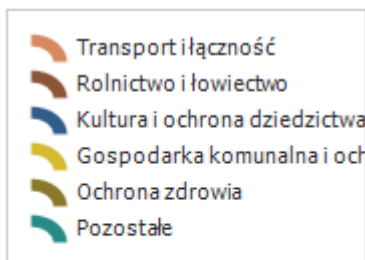 Transport i łączność
Rolnictwo i łowiectwo
Kultura i ochrona dziedzictwa
Gospodarka komunalna i och
Ochrona zdrowia
Pozostałe